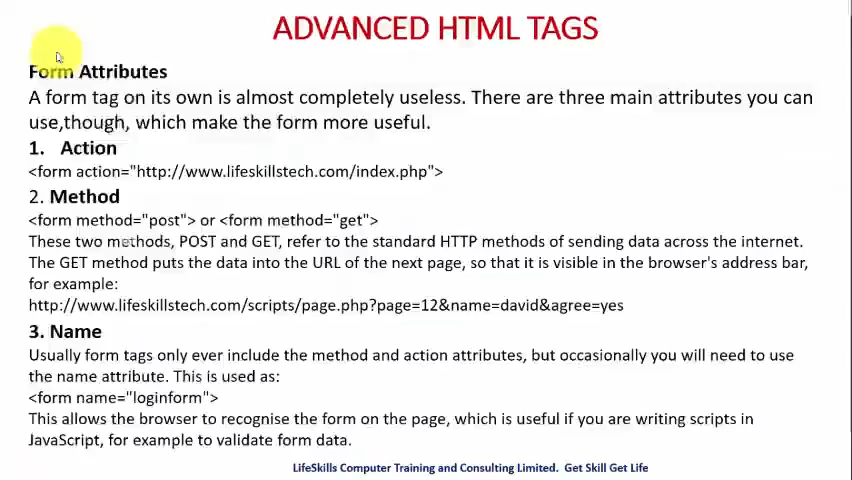 ADVANCED HTML TAGS
Form Attributes
A form tag on its own is almost completely useless. There are three main attributes you can
use,though, which make the form more useful.
1. Action
<form action="http://www.lifeskillstech.com/index.php">
2. Method
<form method="post"> or <form method="get">
These two methods, POST and GET, refer to the standard HTTP methods of sending data across the internet.
The GET method puts the data into the URL of the next page, so that it is visible in the browser's address bar,
for example:
http://www.lifeskillstech.com/scripts/page.php?page=12&name=david&agree=yes
3. Name
Usually form tags only ever include the method and action attributes, but occasionally you will need to use
the name attribute. This is used as:
<form name="loginform">
This allows the browser to recognise the form on the page, which is useful if you are writing scripts in
JavaScript, for example to validate form data.
LifeSkills Computer Training and Consulting Limited. Get Skill Get Life